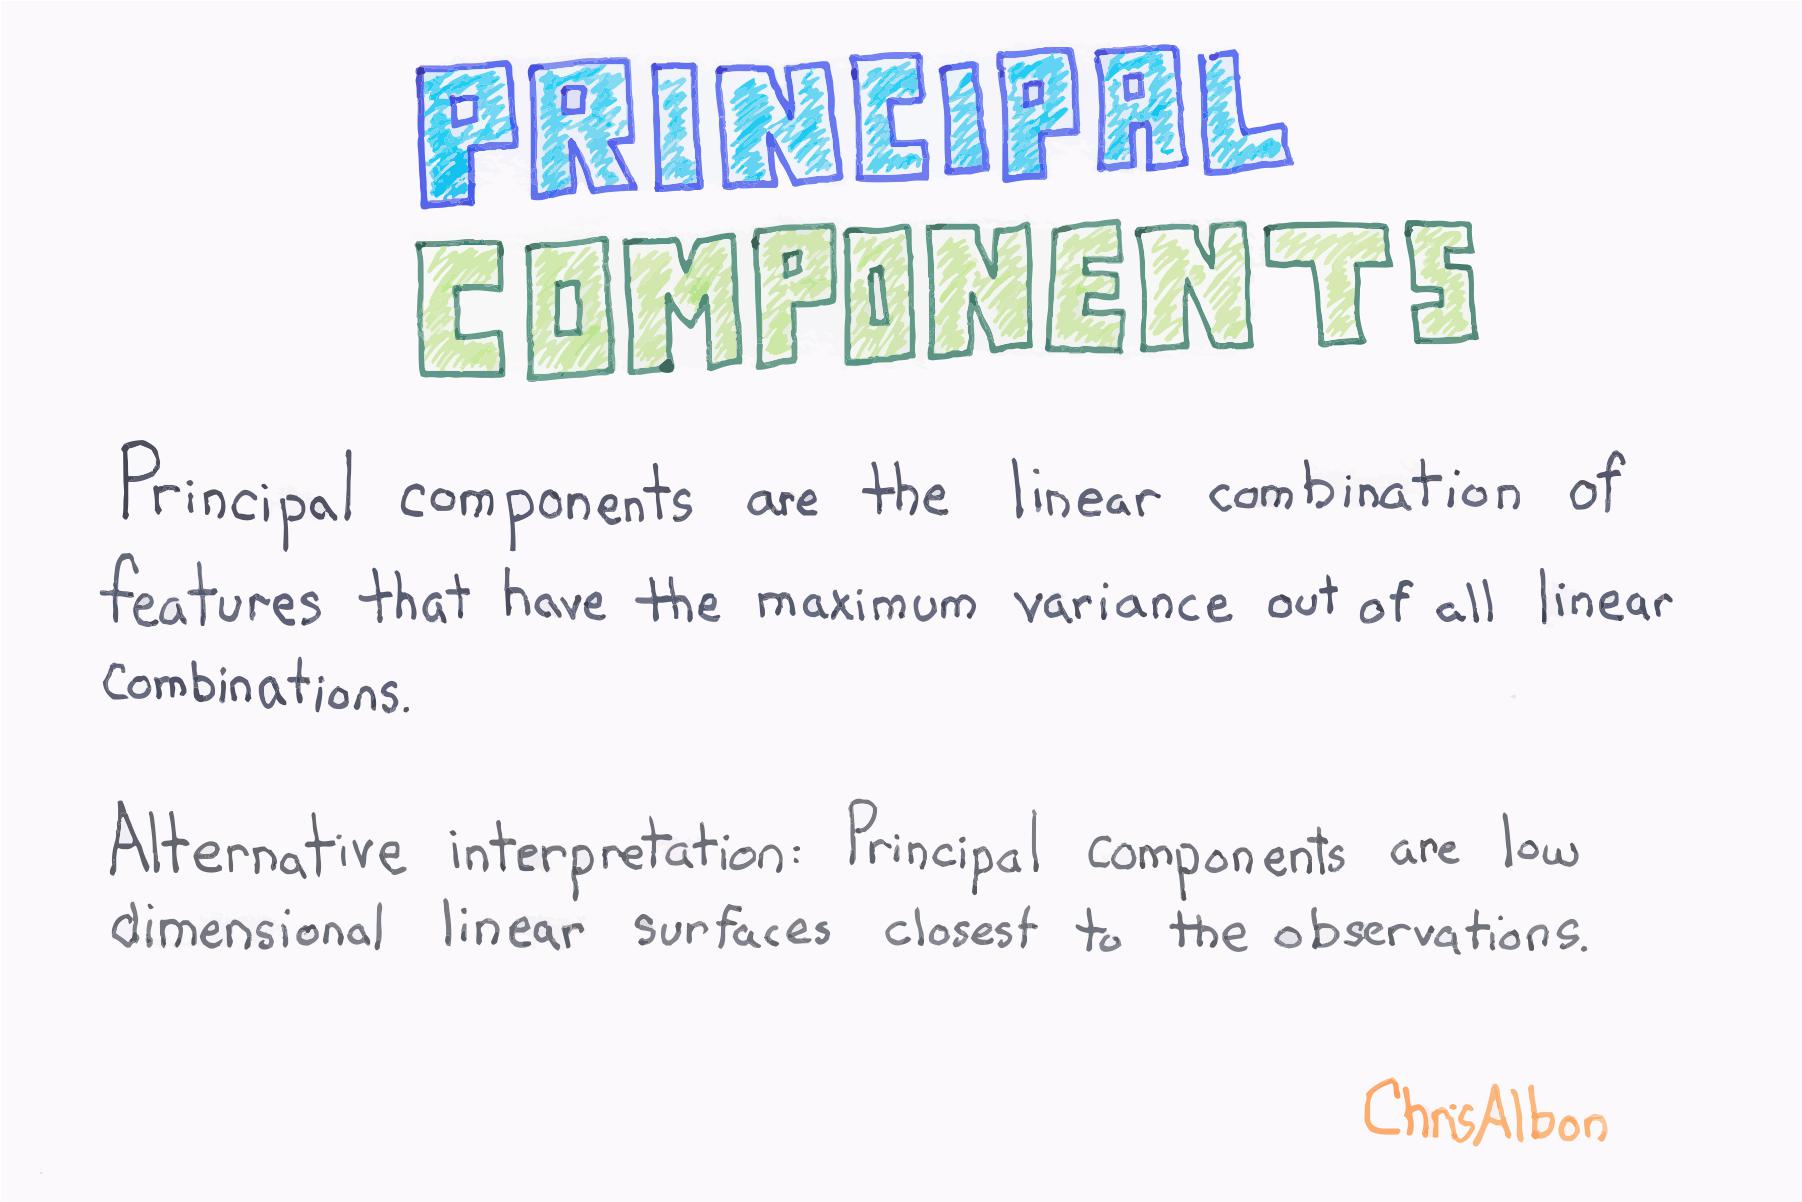 PRINCIPAL
COMPONENTS
Principal components are the linear combination of
features that have the maximum variance out of all linear
combinations.
Alternative interpretation: Principal components are low
dimensional linear surfaces closest to the observations.
ChrisAlbon